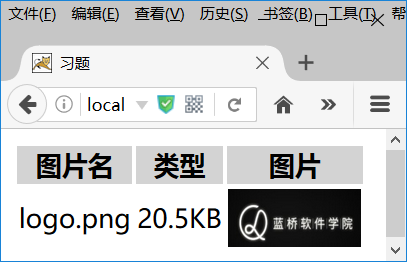 文件(F) 编辑(E) 查看(V) 历史(S) 书签(B) 工具(T) 帮
习题
local
图片名 类型 图片
logo.png 20.5KB 蓝桥软件学院